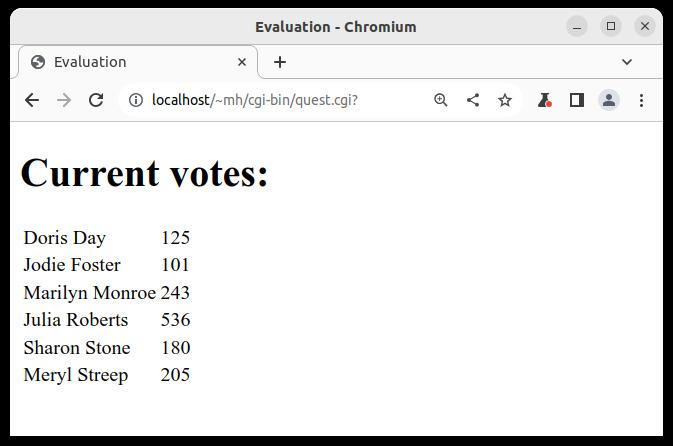 Evaluation - Chromium
Evaluation
localhost/~mh/cgi-bin/quest.cgi?
Current votes:
Doris Day 125
Jodie Foster 101
Marilyn Monroe 243
Julia Roberts 536
Sharon Stone 180
Meryl Streep 205